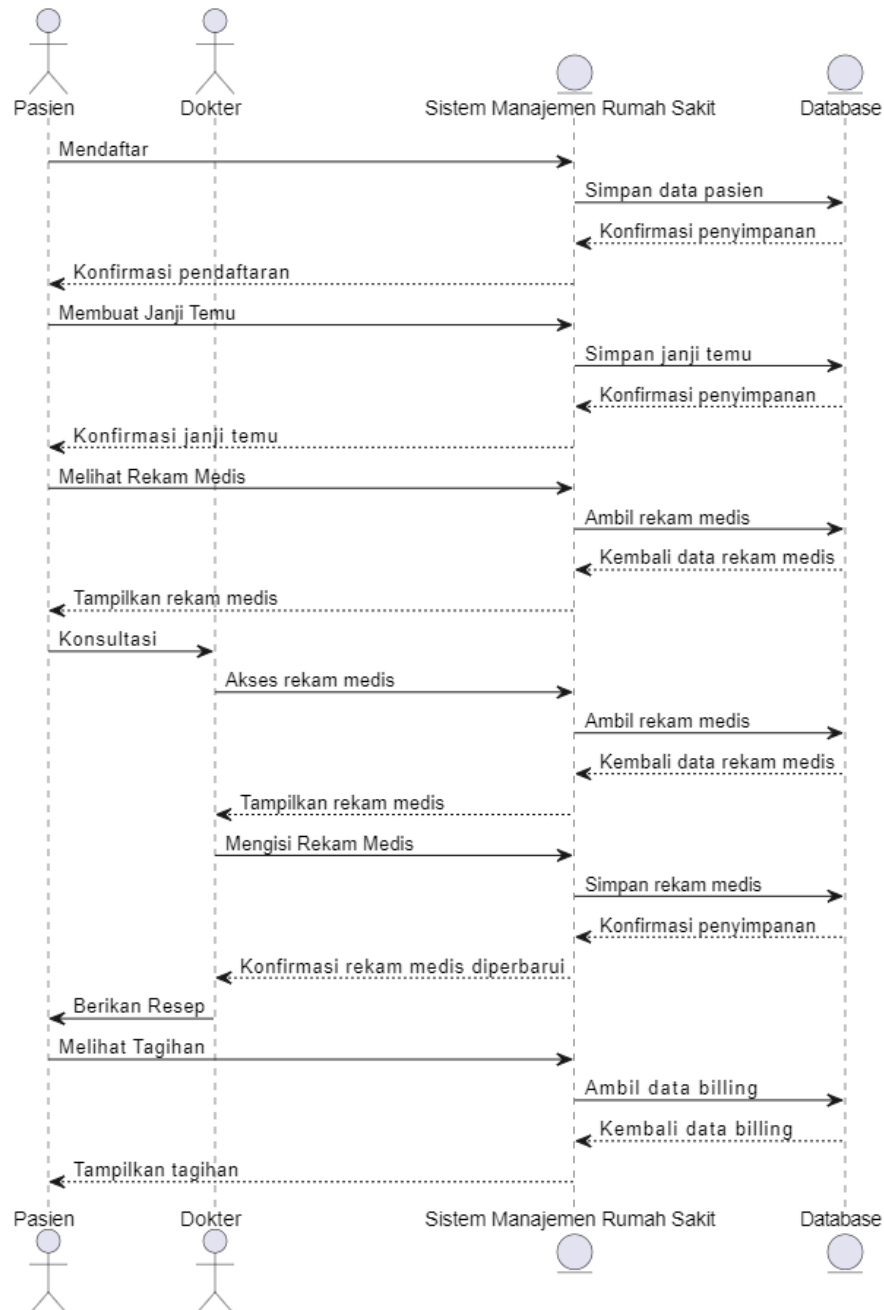 Pasien
Dokter
Sistem Manajemen Rumah Sakit
Database
Mendaftar
Simpan data pasien
Konfirmasi penyimpanan
Konfirmasi pendaftaran
Membuat Janji Temu
Simpan janji temu
Konfirmasi penyimpanan
Konfirmasi janji temu
Melihat Rekam Medis
Ambil rekam medis
Kembali data rekam medis
Tampilkan rekam medis
Konsultasi
Akses rekam medis
Ambil rekam medis
Kembali data rekam medis
Tampilkan rekam medis
Mengisi Rekam Medis
Simpan rekam medis
Konfirmasi penyimpanan
Konfirmasi rekam medis diperbarui
Berikan Resep
Melihat Tagihan
Ambil data billing
Kembali data billing
Tampilkan tagihan
Pasien
Dokter
Sistem Manajemen Rumah Sakit
Database